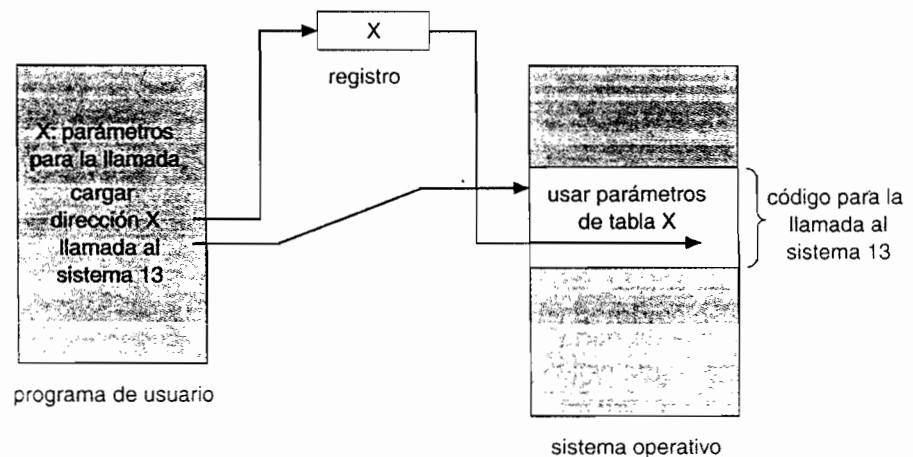 X
registro
X: parámetros
para la llamada
cargar
dirección X
llamada al
sistema 13
programa de usuario
usar parámetros
de tabla X
código para la
llamada al
sistema 13
sistema operativo